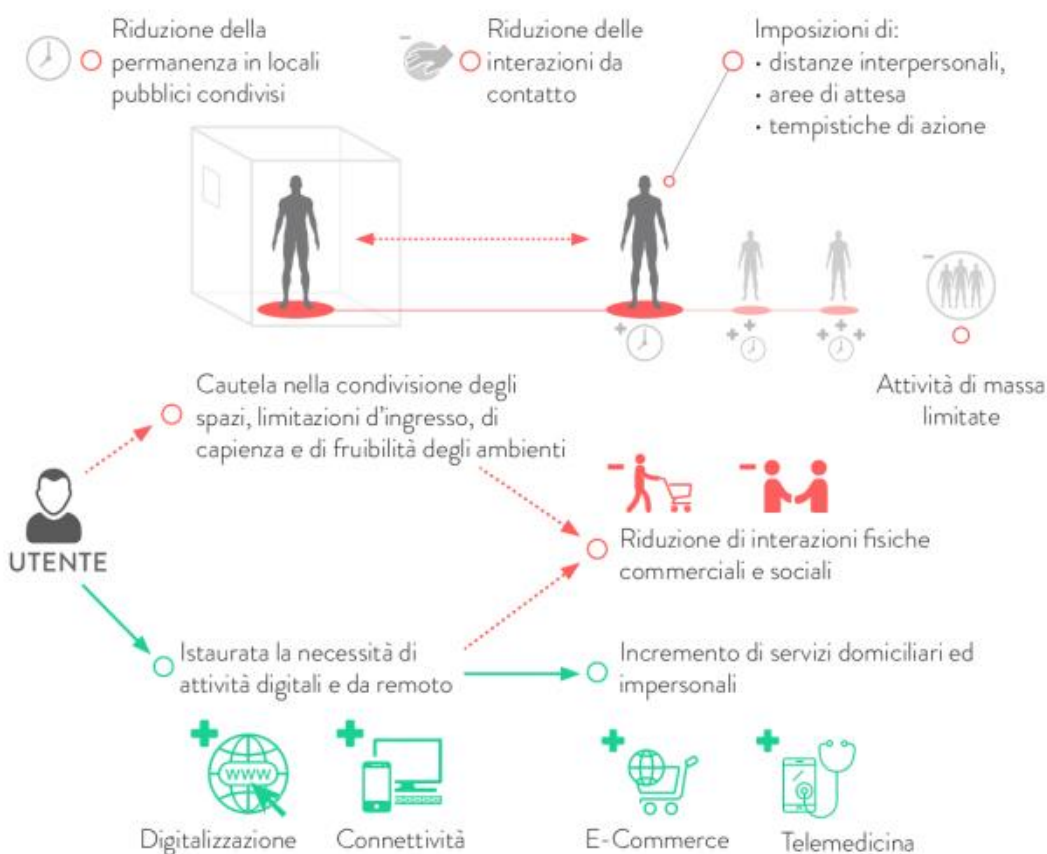 Riduzione della
permanenza in locali
pubblici condivisi
Riduzione delle
interazioni da
contatto
Imposizioni di:
• distanze interpersonali,
• aree di attesa
• tempistiche di azione
Attività di massa
limitate
Cautela nella condivisione degli
spazi, limitazioni d'ingresso, di
capienza e di fruibilità degli ambienti
UTENTE
Riduzione di interazioni fisiche
commerciali e sociali
Istaurata la necessità di
attività digitali e da remoto
Incremento di servizi domiciliari ed
impersonali
www
Digitalizzazione
Connettività
E-Commerce
Telemedicina